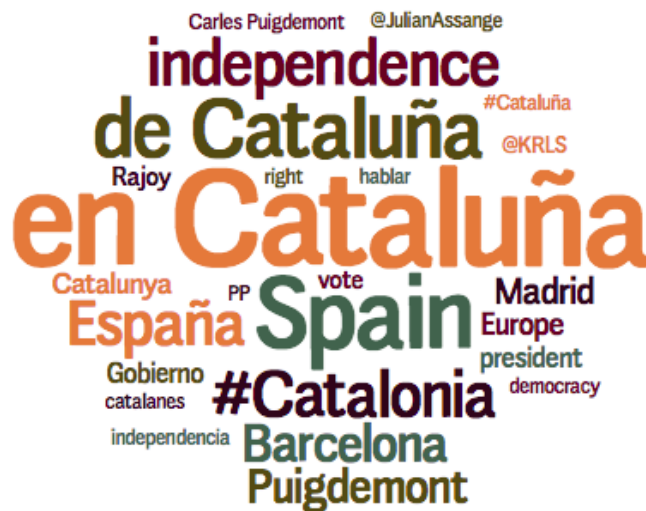 Carles Puigdemont @JulianAssange
independence
#Cataluña
de Cataluña
@KRLS
Rajoy right hablar
en Cataluña
Catalunya PP vote
Spain Madrid
España Europe
president
Gobierno
#Catalonia democracy
catalanes
independencia Barcelona
Puigdemont